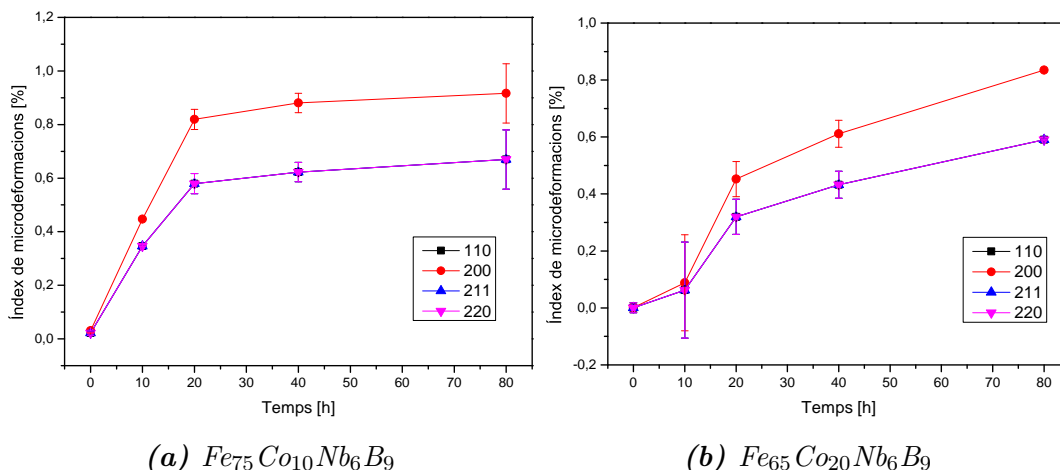 1,2
1,0
0,8
0,6
0,4
0,2
0,0
Índex de microdeformacions [%]
110
200
211
220
0 10 20 30 40 50 60 70 80
Temps [h]
(a) Fe75Co10Nb6B9
1,0
0,8
0,6
0,4
0,2
0,0
-0,2
Índex de microdeformacions [%]
110
200
211
220
0 10 20 30 40 50 60 70 80
Temps [h]
(b) Fe65Co20Nb6B9